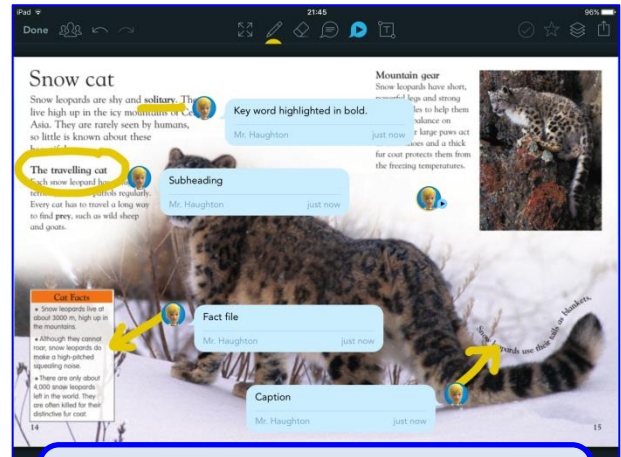 iPad
21:45
96%
Done
Snow cat
Snow leopards are shy and solitary. The
live high up in the icy mountains of
Asia. They are rarely seen by humans,
so little is known about these
The travelling cat
Each snow leopard
regularly.
Every cat has to travel a long way
to find prey, such as wild sheep
and goats.
Cat Facts
• Snow leopards live at
about 3000 m, high up in
the mountains.
• Although they cannot
roar, snow leopards do
make a high-pitched
squealing noise.
• There are only about
4,000 snow leopards
left in the world. They
are often killed for their
distinctive fur coat.
14
Key word highlighted in bold.
Mr. Haughton just now
Subheading
Mr. Haughton just now
Fact file
Mr. Haughton just now
Caption
Mr. Haughton just now
Mountain gear
Snow leopards have short,
powerful legs and strong
to help them
balance on
large paws act
and a thick
fur coat protects them from
the freezing temperatures.
Snow leopards use their tails as blankets.
15